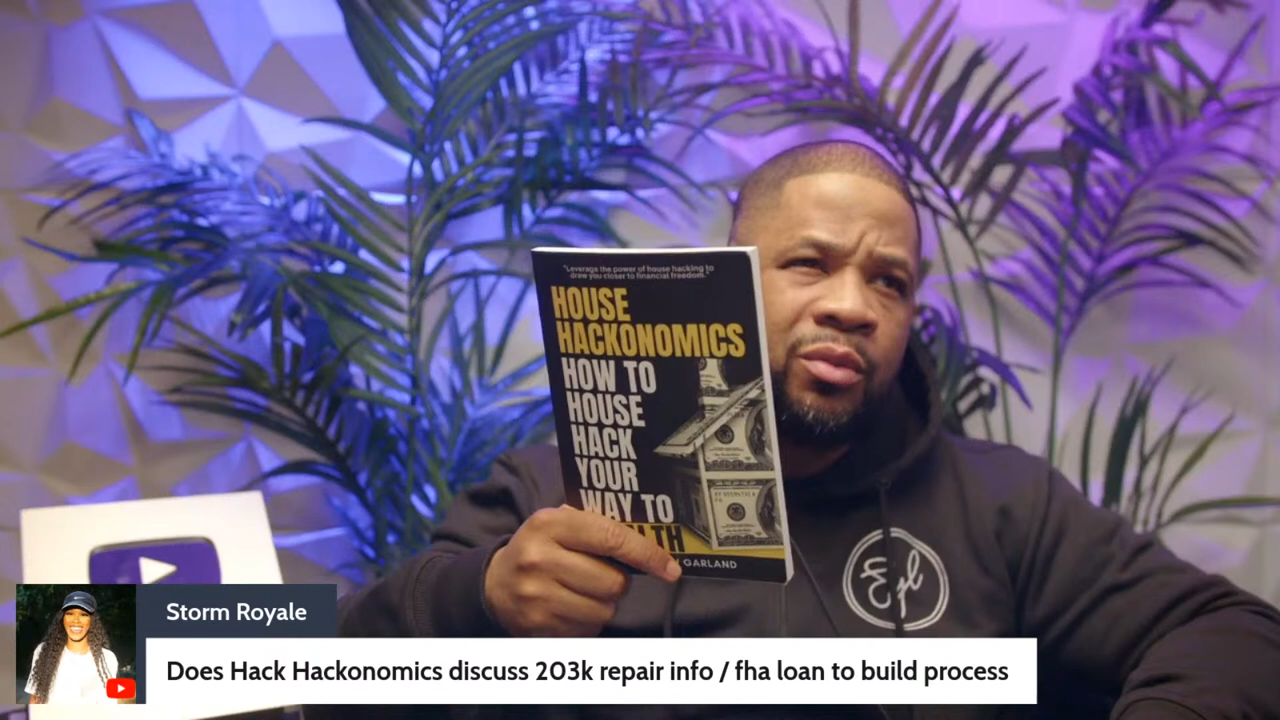 "Leverage the power of house hacking to
draw you closer to financial freedom."
HOUSE
HACKONOMICS
HOW TO
HOUSE
HACK
YOUR
WAY TO
GARLAND
Storm Royale
Does Hack Hackonomics discuss 203k repair info / fha loan to build process